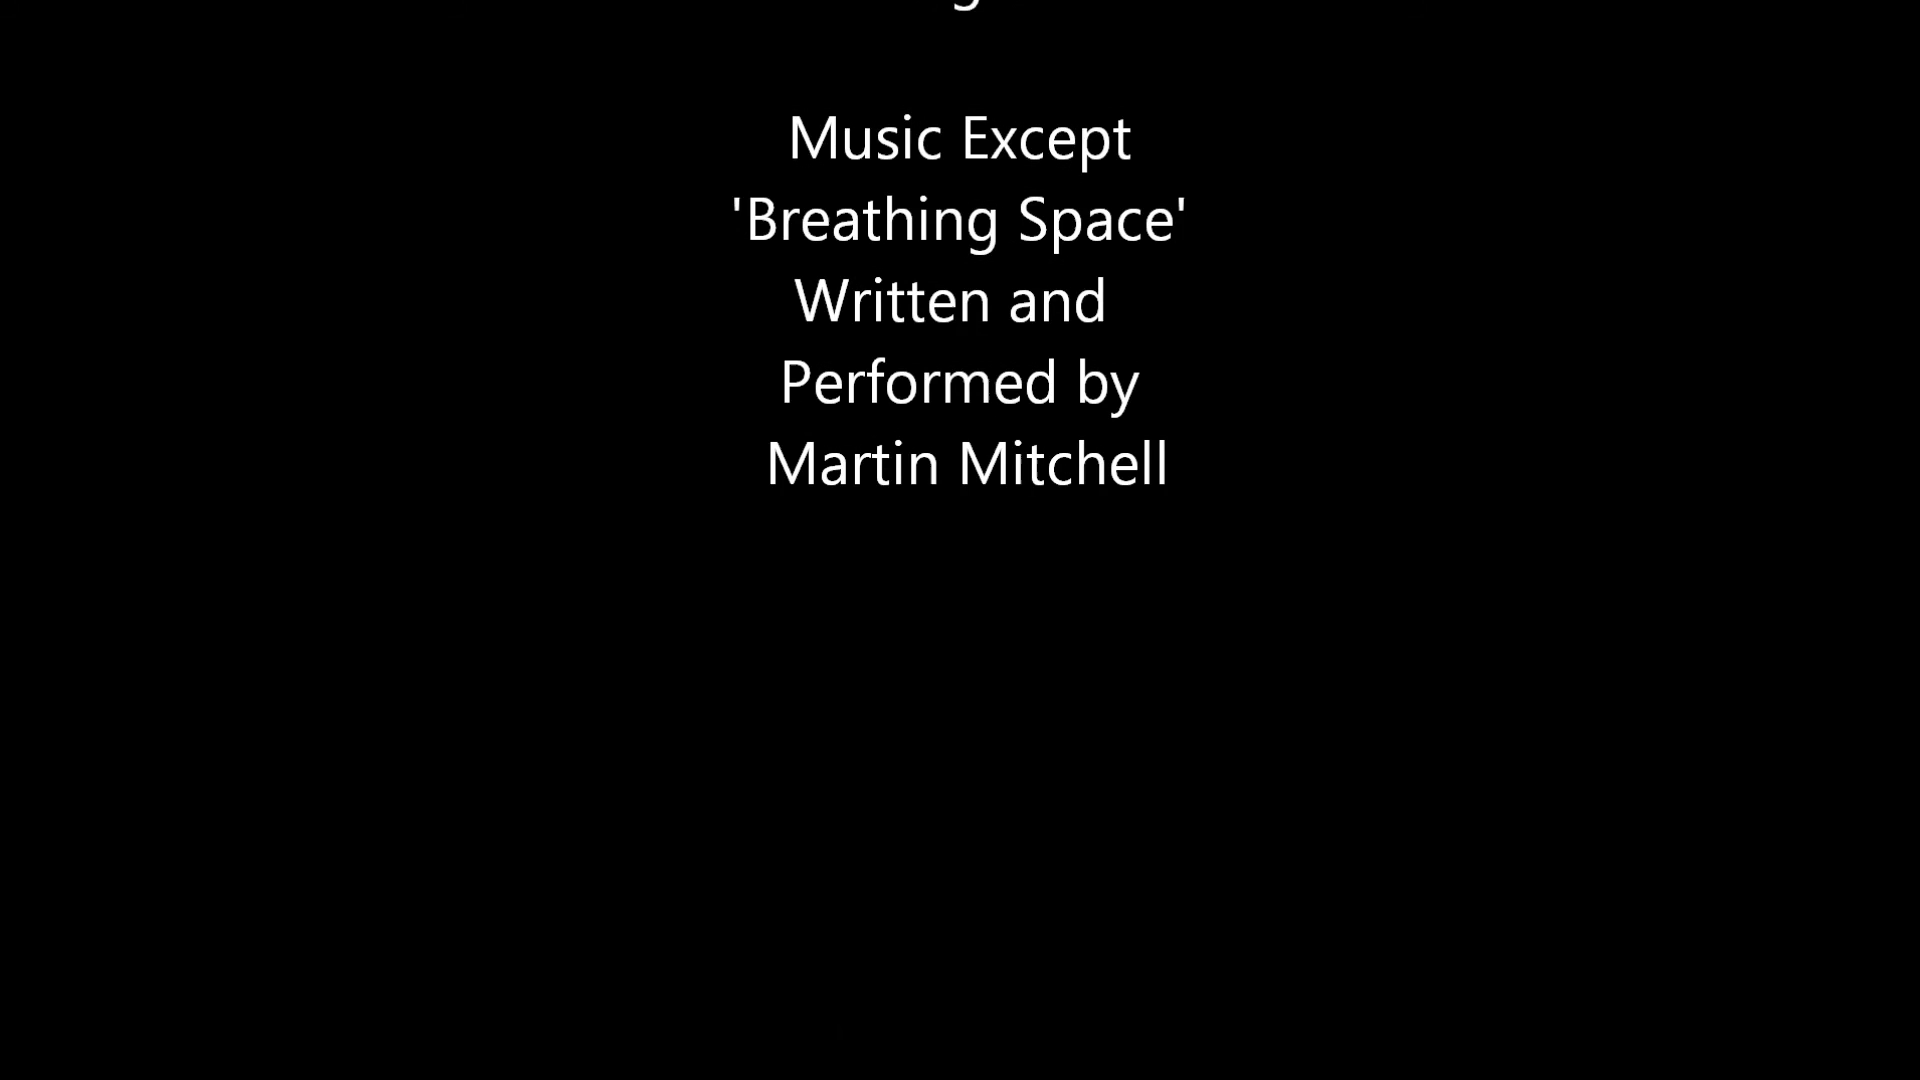 Music Except
'Breathing Space'
Written and
Performed by
Martin Mitchell